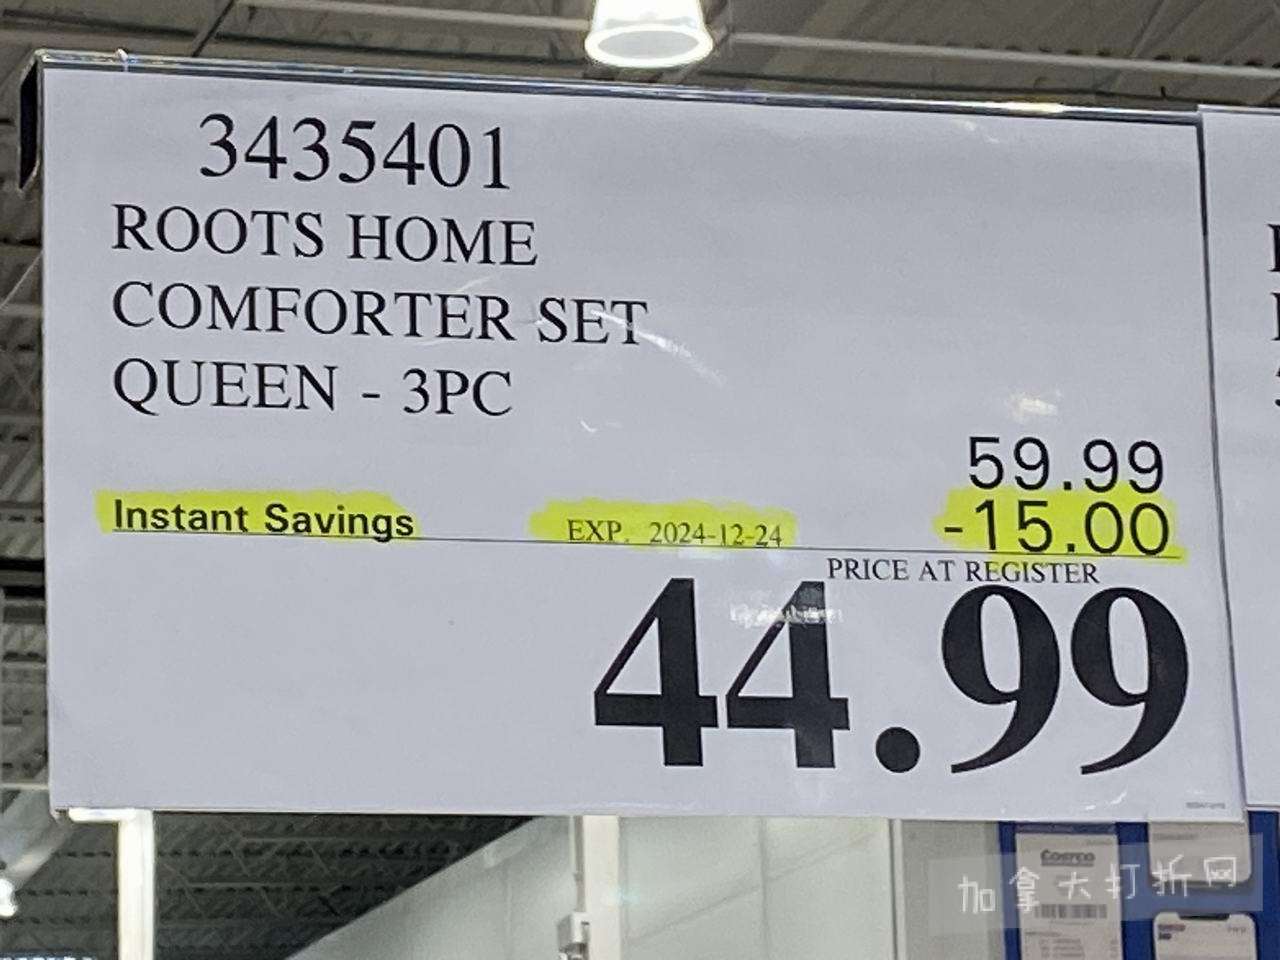 3435401
ROOTS HOME
COMFORTER SET
QUEEN - 3PC
59.99
Instant Savings EXP. 2024-12-24 -15.00
PRICE AT REGISTER
44.99
COSTCO
加拿大打折网